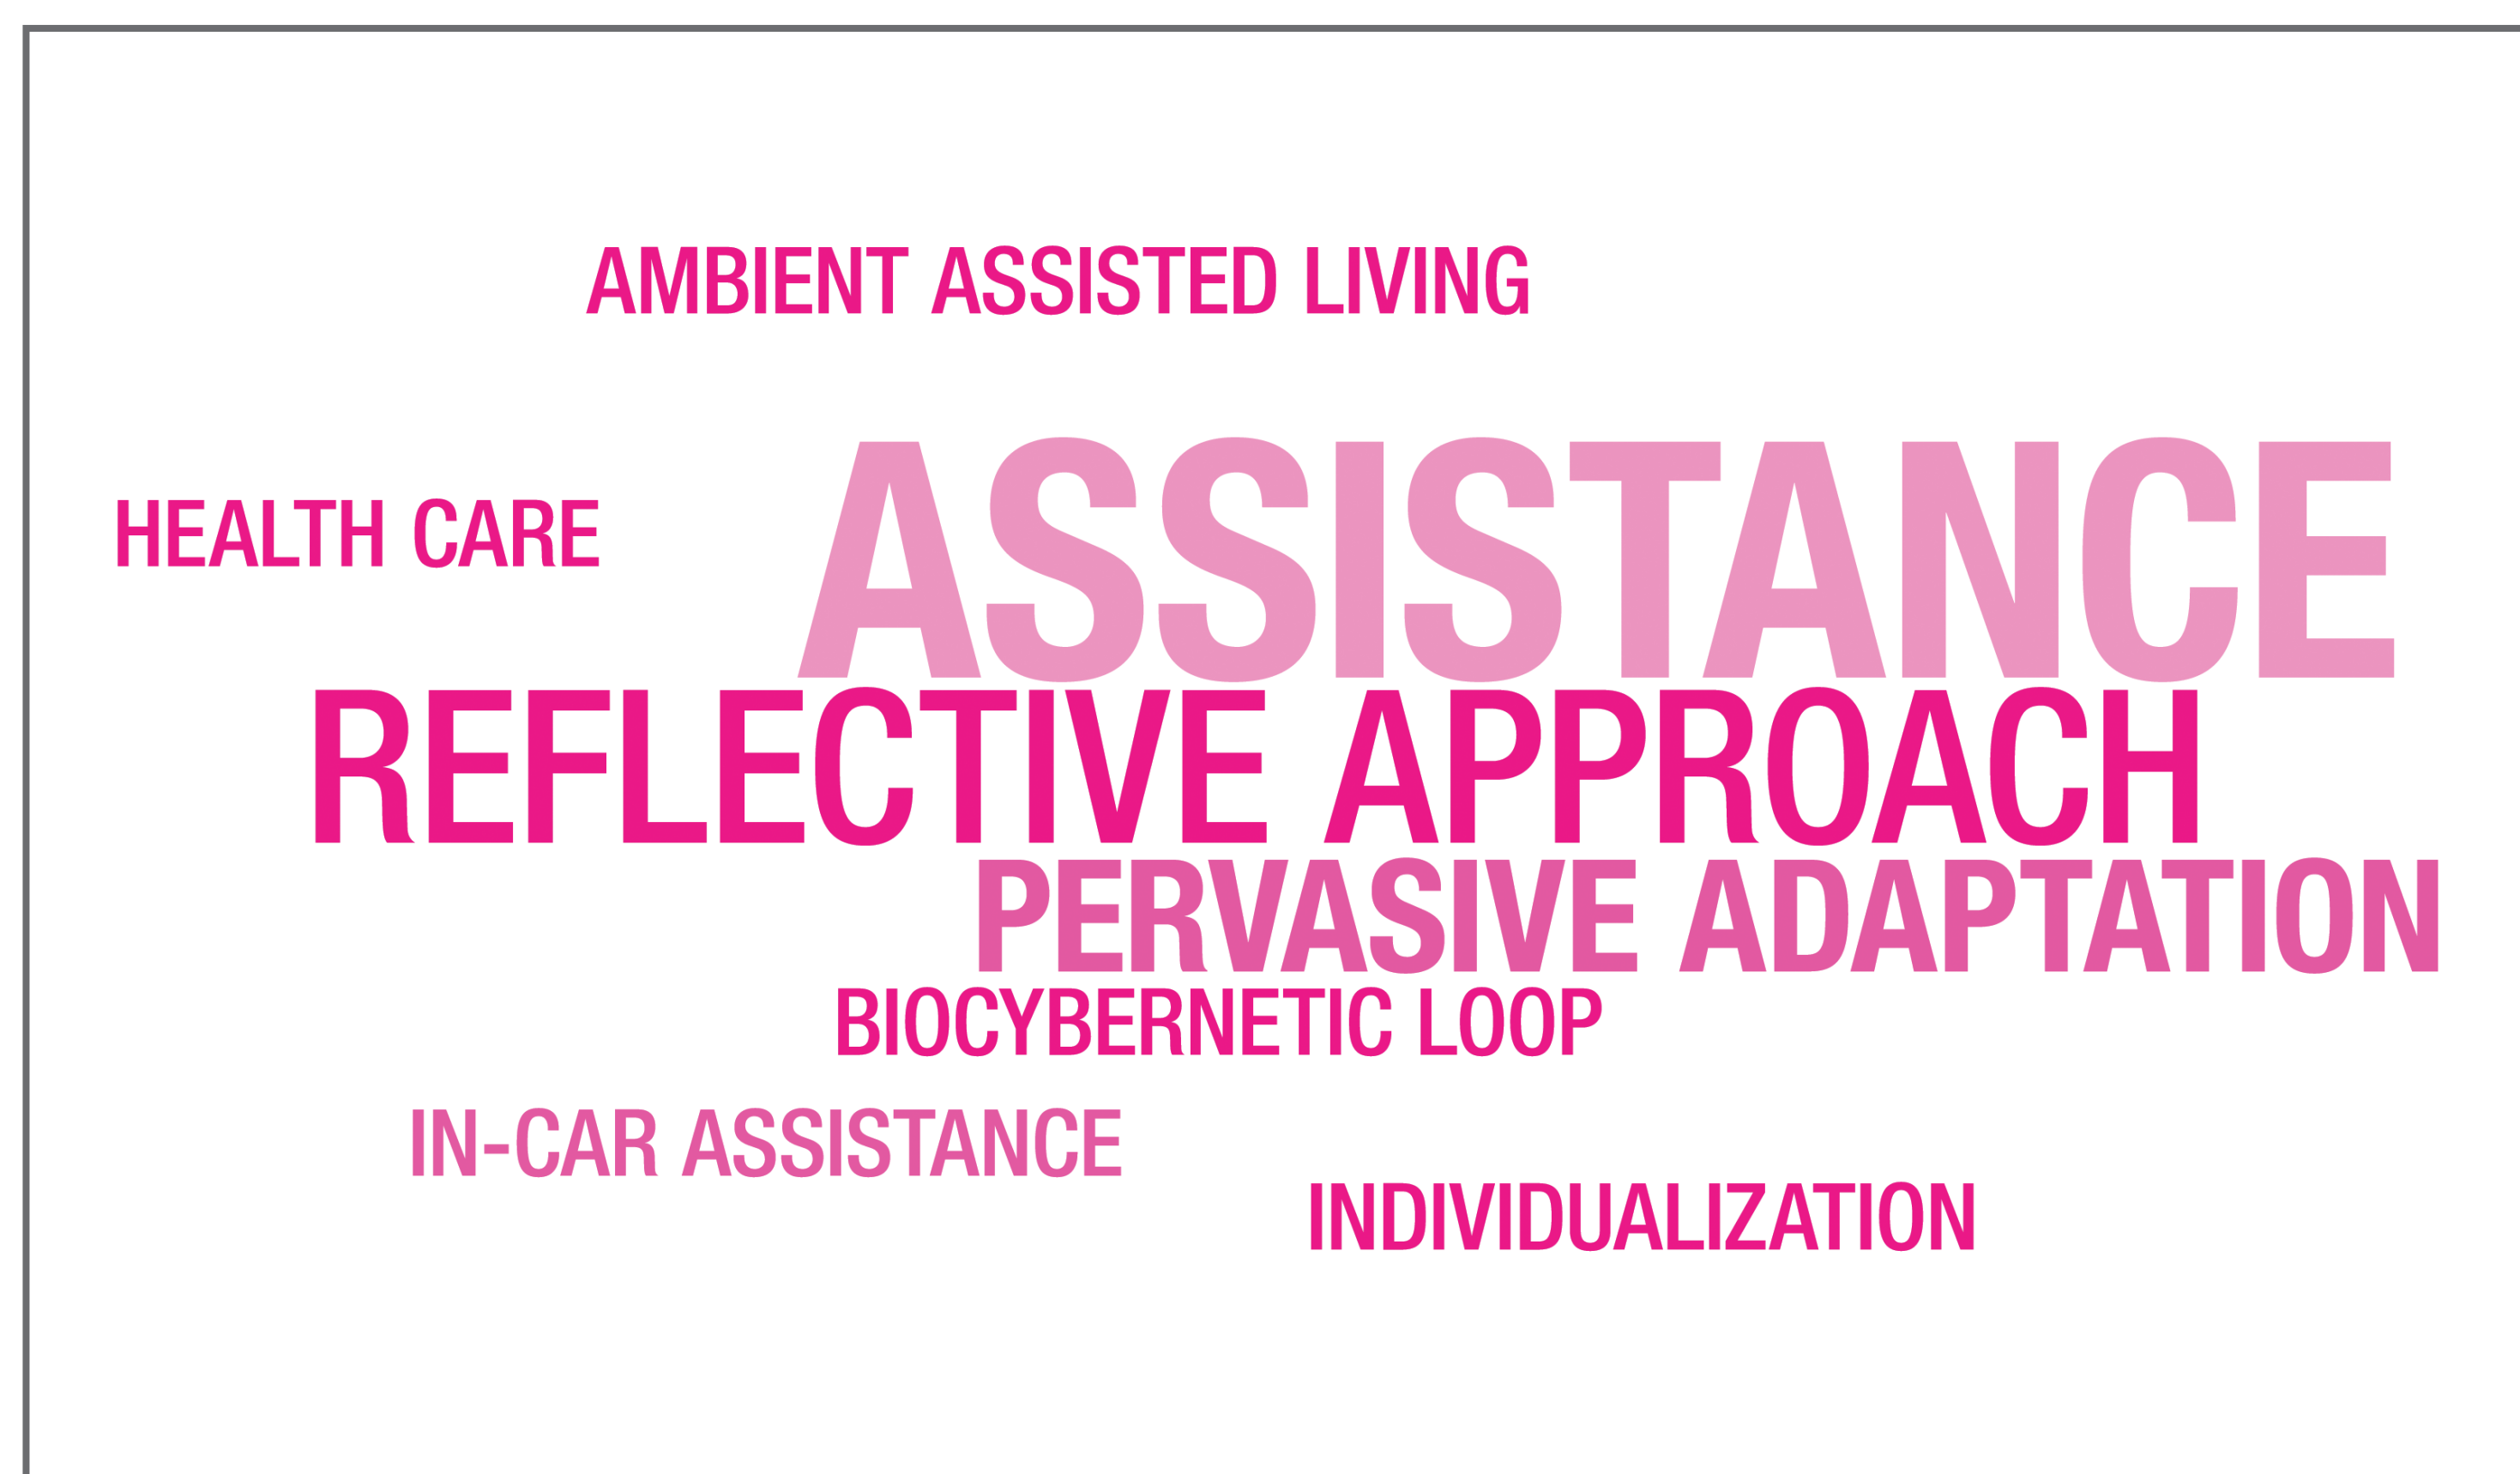 AMBIENT ASSISTED LIVING
ASSISTANCE
HEALTH CARE
REFLECTIVE APPROACH
PERVASIVE ADAPTATION
BIOCYBERNETIC LOOP
IN-CAR ASSISTANCE
INDIVIDUALIZATION